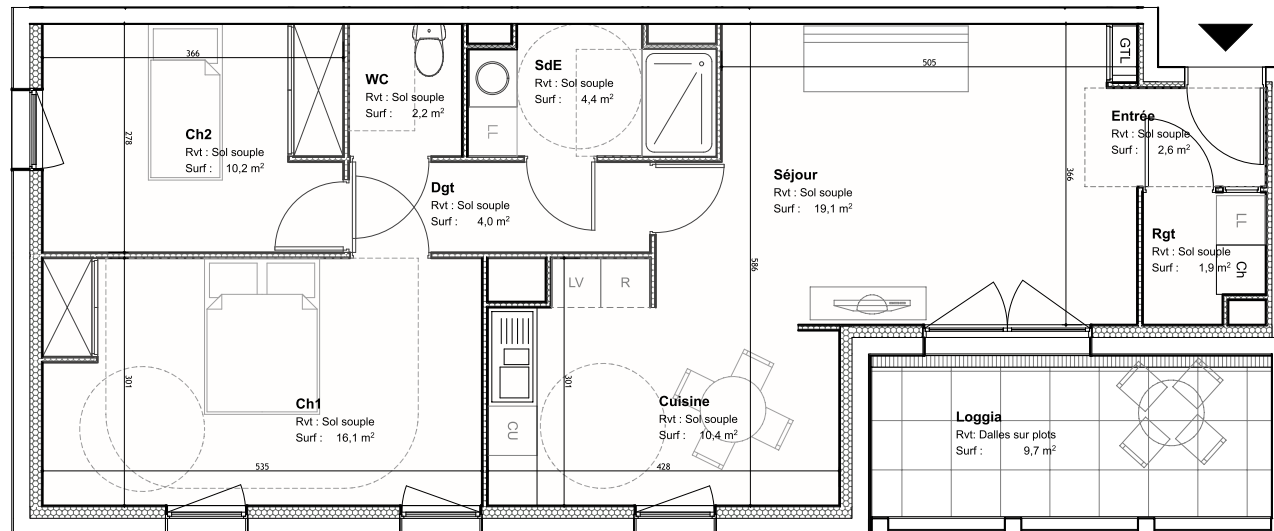 366
278
Ch2
Rvt : Sol souple
Surf : 10,2 m²
WC
Rvt : Sol souple
Surf : 2,2 m²
LL
SdE
Rvt : Sol souple
Surf : 4,4 m²
505
GTL
Entrée
Rvt : Sol souple
Surf : 2,6 m²
Dgt
Rvt : Sol souple
Surf : 4,0 m²
Séjour
Rvt : Sol souple
Surf : 19,1 m²
366
586
LL
Rgt
Rvt : Sol souple
Surf : 1,9 m²
Ch
LV
R
301
Ch1
Rvt : Sol souple
Surf : 16,1 m²
535
301
CU
Cuisine
Rvt : Sol souple
Surf : 10,4 m²
428
Loggia
Rvt: Dalles sur plots
Surf : 9,7 m²